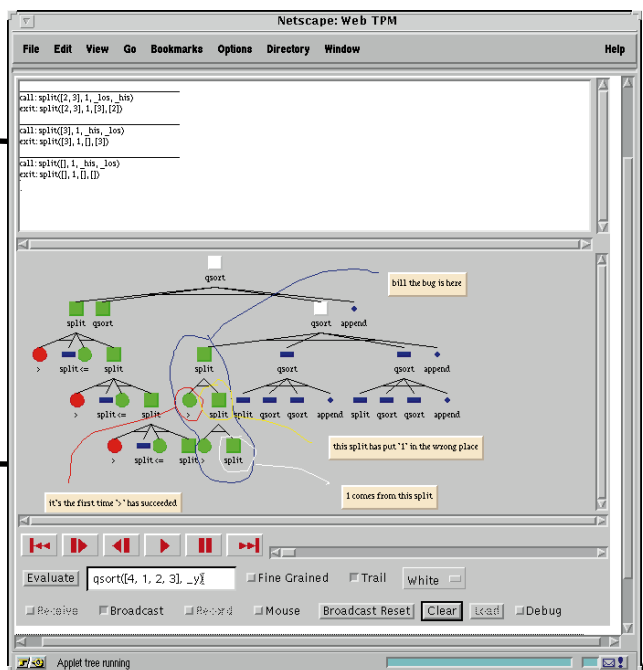 Netscape: Web TPM
File Edit View Go Bookmarks Options Directory Window Help
call: split([2, 3], 1, _los, _his)
exit: split([2, 3], 1, [3], [2])
call: split([3], 1, _his, _los)
exit: split([3], 1, [], [3])
call: split([], 1, _his, _los)
exit: split([], 1, [], [])
qsort
bill the bug is here
split qsort qsort append
> split <= split split qsort qsort append
> split <= split > split split qsort qsort append split qsort qsort append
this split has put "1" in the wrong place
> split <= split > split
1 comes from this split
it's the first time '>' has succeeded
Evaluate qsort([4, 1, 2, 3], _y) Fine Grained Trail White
Receive Broadcast Record Mouse Broadcast Reset Clear Load Debug
Applet tree running